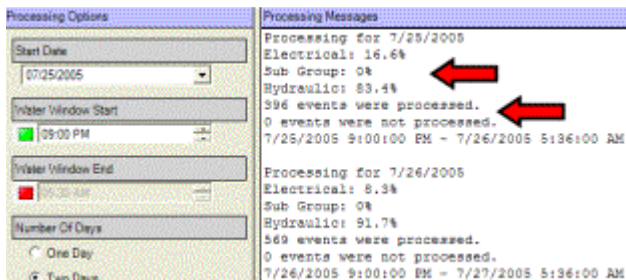 Processing Options
Start Date
07/25/2005
Water Window Start
09:00 PM
Water Window End
Number Of Days
One Day
Two Days
Processing Messages
Processing for 7/25/2005
Electrical: 16.6%
Sub Group: 0%
Hydraulic: 83.4%
396 events were processed.
0 events were not processed.
7/25/2005 9:00:00 PM - 7/26/2005 5:36:00 AM
Processing for 7/26/2005
Electrical: 8.3%
Sub Group: 0%
Hydraulic: 91.7%
569 events were processed.
0 events were not processed.
7/26/2005 9:00:00 PM - 7/27/2005 5:36:00 AM